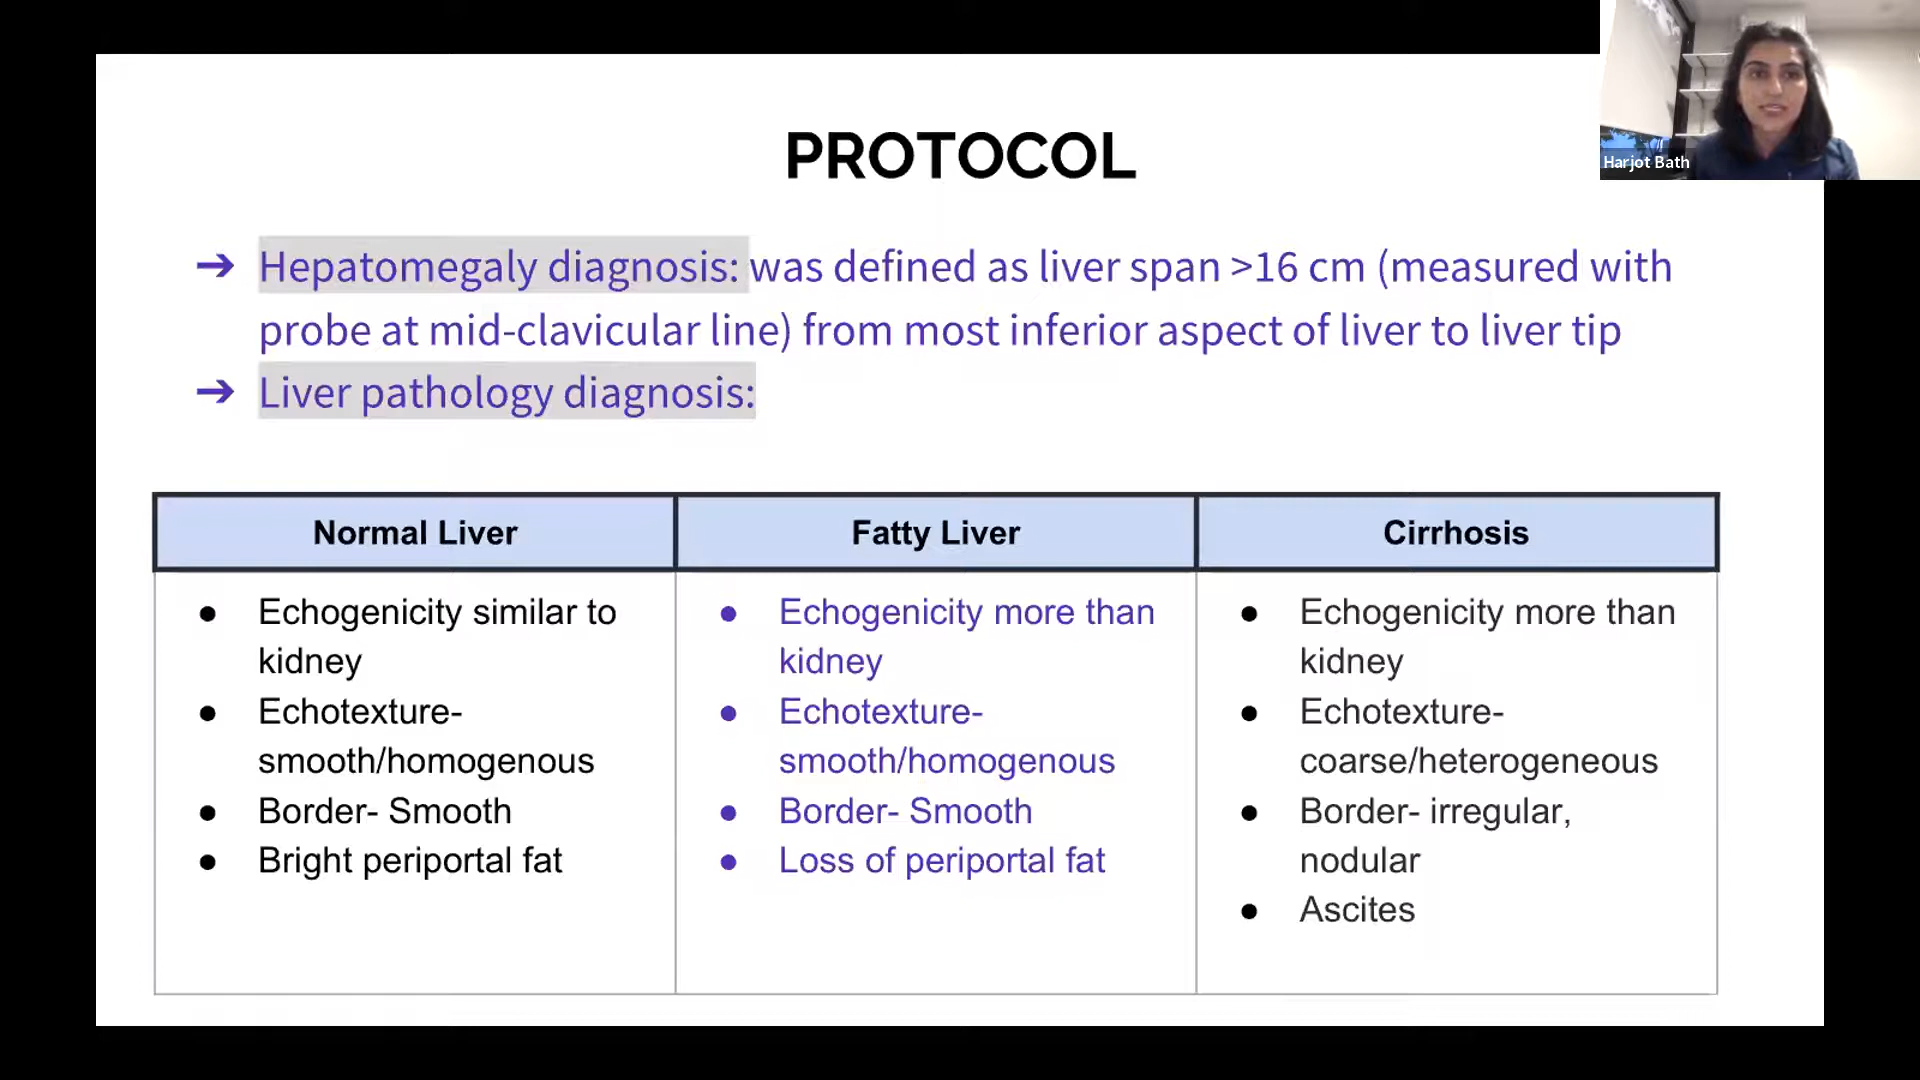 PROTOCOL
Harjot Bath
➔ Hepatomegaly diagnosis: was defined as liver span >16 cm (measured with
probe at mid-clavicular line) from most inferior aspect of liver to liver tip
➔ Liver pathology diagnosis:
Normal Liver
● Echogenicity similar to
kidney
● Echotexture-
smooth/homogenous
● Border- Smooth
● Bright periportal fat
Fatty Liver
● Echogenicity more than
kidney
● Echotexture-
smooth/homogenous
● Border- Smooth
● Loss of periportal fat
Cirrhosis
● Echogenicity more than
kidney
● Echotexture-
coarse/heterogeneous
● Border- irregular,
nodular
● Ascites